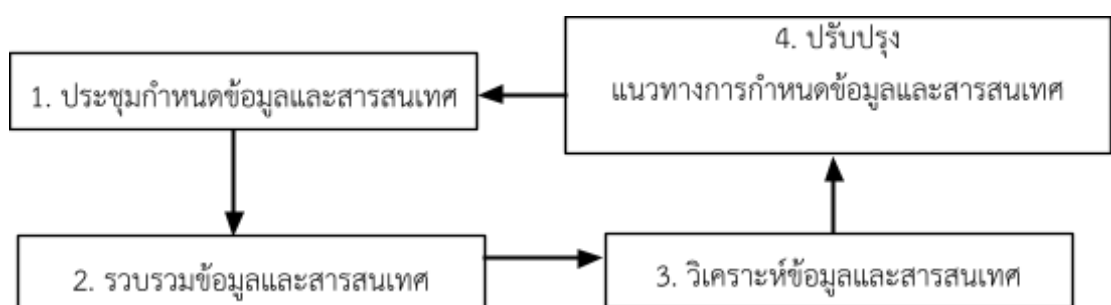 1. ประชุมกำหนดข้อมูลและสารสนเทศ
2. รวบรวมข้อมูลและสารสนเทศ
3. วิเคราะห์ข้อมูลและสารสนเทศ
4. ปรับปรุง
แนวทางการกำหนดข้อมูลและสารสนเทศ